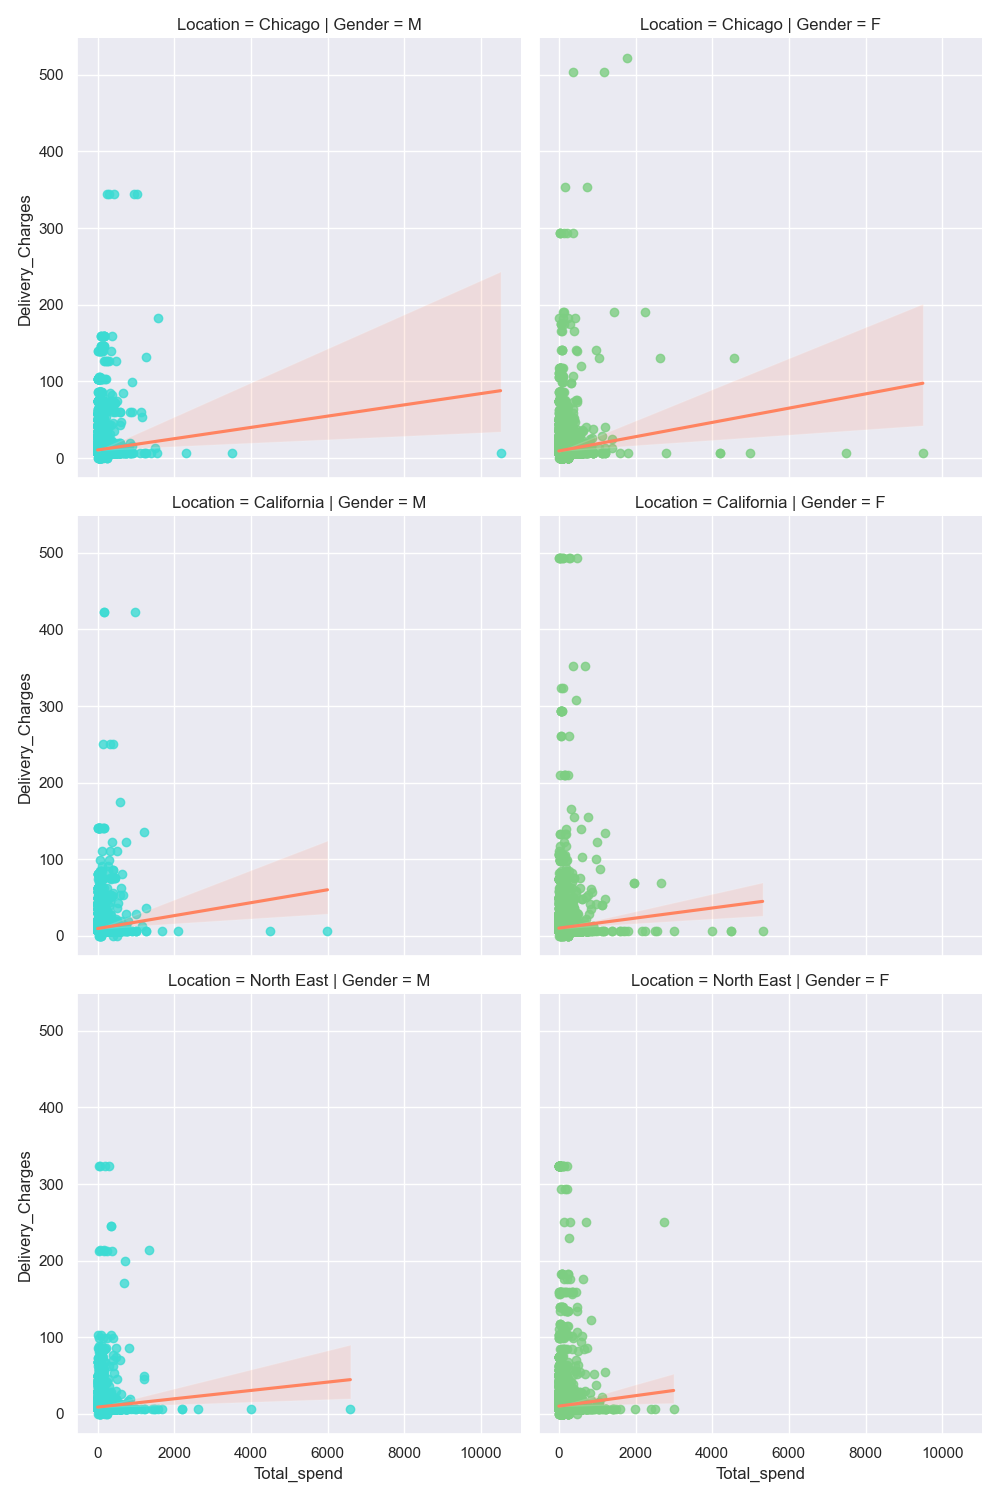 Location = Chicago | Gender = M
Location = Chicago | Gender = F
500
400
300
200
100
0
Delivery_Charges
Location = California | Gender = M
Location = California | Gender = F
500
400
300
200
100
0
Delivery_Charges
Location = North East | Gender = M
Location = North East | Gender = F
500
400
300
200
100
0
Delivery_Charges
0 2000 4000 6000 8000 10000
0 2000 4000 6000 8000 10000
Total_spend
Total_spend